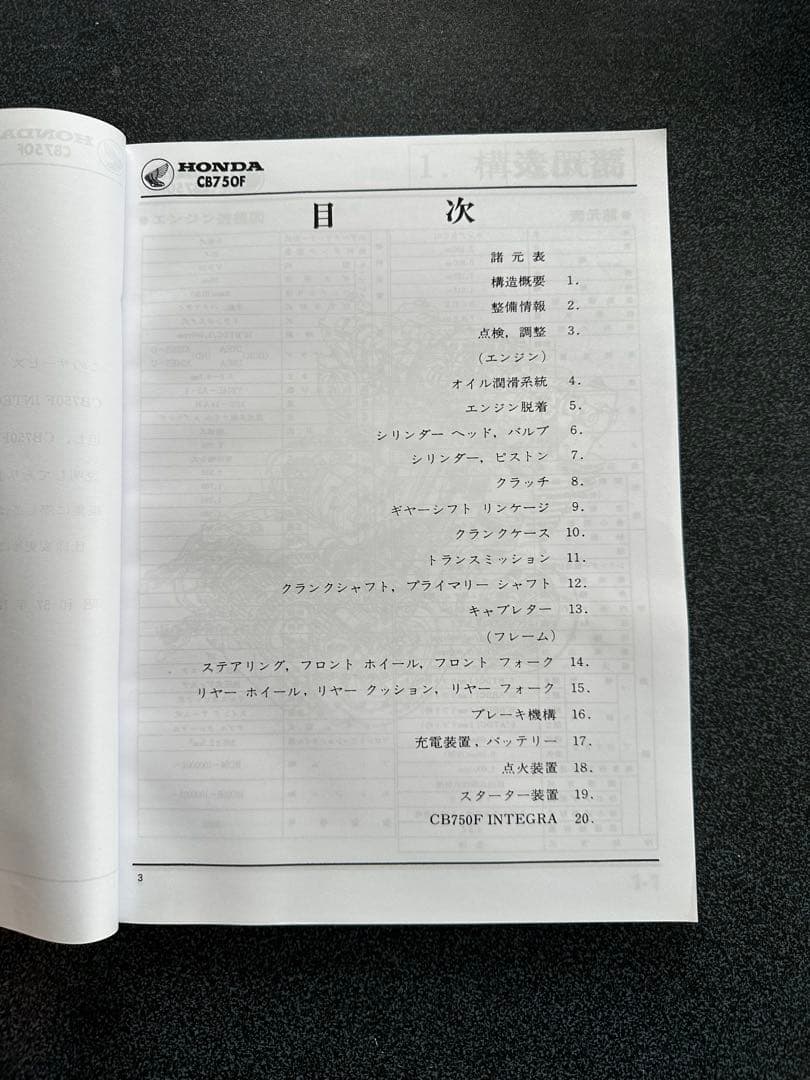 HONDA
CB750F
目 次
諸元表
構造概要 1.
整備情報 2.
点検, 調整 3.
(エンジン)
オイル潤滑系統 4.
エンジン脱着 5.
シリンダー ヘッド, バルブ 6.
シリンダー, ピストン 7.
クラッチ 8.
ギヤーシフト リンケージ 9.
クランクケース 10.
トランスミッション 11.
クランクシャフト, プライマリー シャフト 12.
キャブレター 13.
(フレーム)
ステアリング, フロント ホイール, フロント フォーク 14.
リヤー ホイール, リヤー クッション, リヤー フォーク 15.
ブレーキ機構 16.
充電装置, バッテリー 17.
点火装置 18.
スターター装置 19.
CB750F INTEGRA 20.
3